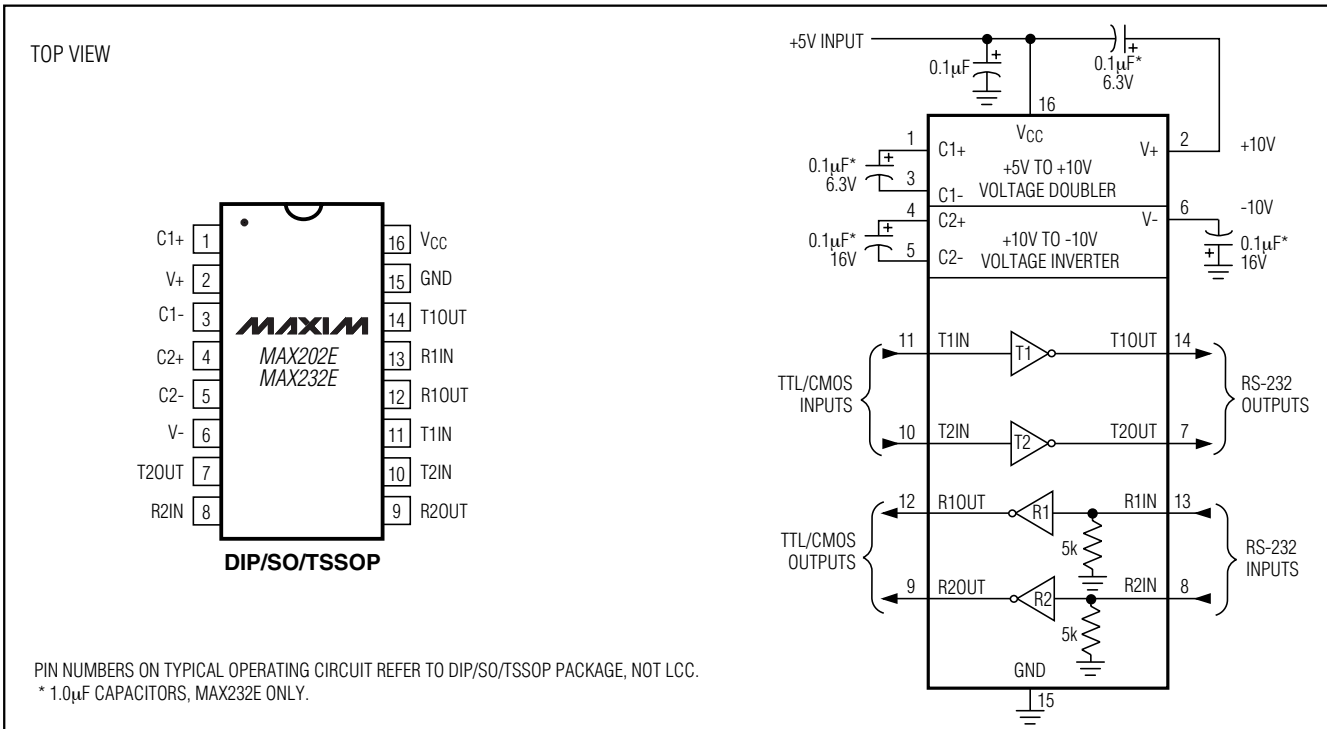 TOP VIEW
C1+ 1
V+ 2
C1- 3
C2+ 4
C2- 5
V- 6
T2OUT 7
R2IN 8
16 VCC
15 GND
14 T1OUT
13 R1IN
12 R1OUT
11 T1IN
10 T2IN
9 R2OUT
MAXIM
MAX202E
MAX232E
DIP/SO/TSSOP
+5V INPUT
0.1µF
+
0.1µF*
6.3V
+
16
VCC
1
C1+
0.1µF*
6.3V
+
3
C1-
+5V TO +10V
VOLTAGE DOUBLER
V+
2
+10V
4
C2+
0.1µF*
16V
+
5
C2-
+10V TO -10V
VOLTAGE INVERTER
V-
6
-10V
0.1µF*
16V
+
TTL/CMOS
INPUTS
11 T1IN T1 T1OUT 14
10 T2IN T2 T2OUT 7
RS-232
OUTPUTS
TTL/CMOS
OUTPUTS
12 R1OUT R1 R1IN 13
5k
9 R2OUT R2 R2IN 8
5k
RS-232
INPUTS
GND
15
PIN NUMBERS ON TYPICAL OPERATING CIRCUIT REFER TO DIP/SO/TSSOP PACKAGE, NOT LCC.
* 1.0µF CAPACITORS, MAX232E ONLY.